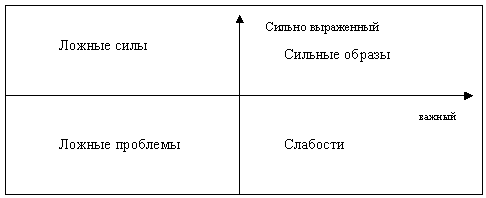 Сильно выраженный
Ложные силы
Сильные образы
важный
Ложные проблемы
Слабости